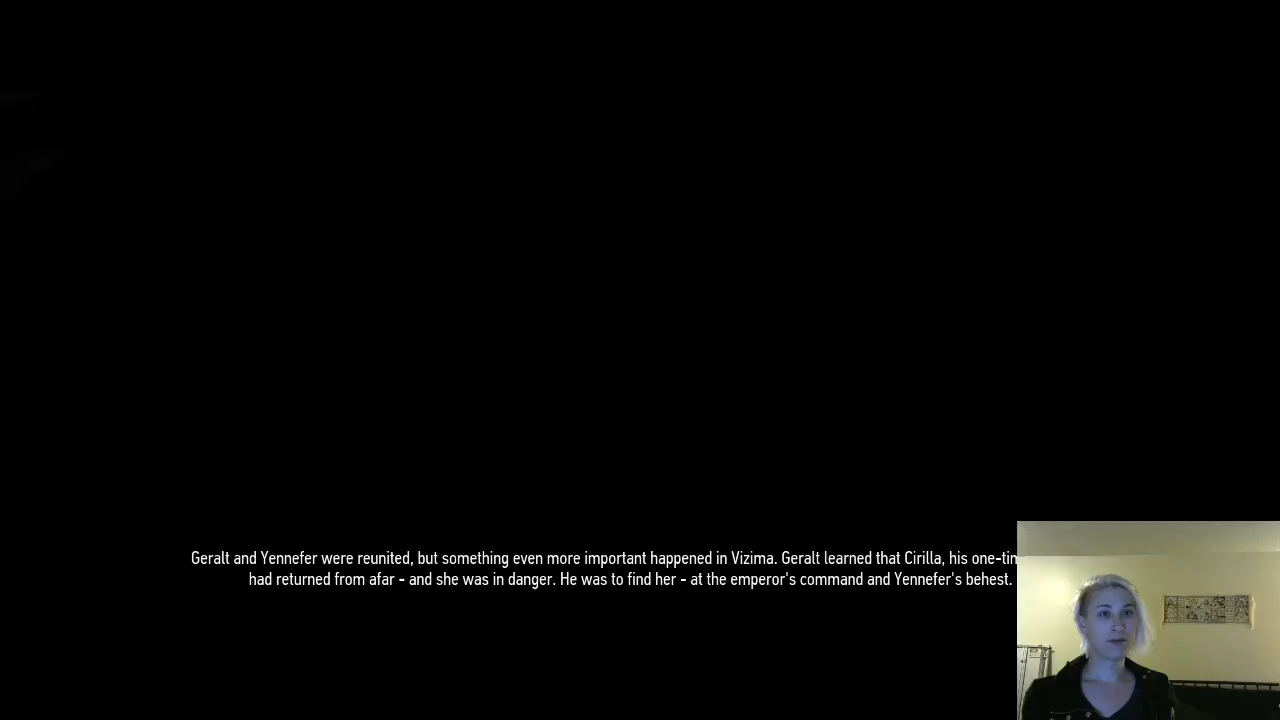 Geralt and Yennefer were reunited, but something even more important happened in Vizima. Geralt learned that Cirilla, his
had returned from afar - and she was in danger. He was to find her - at the emperor's command and Yennefer's behest.